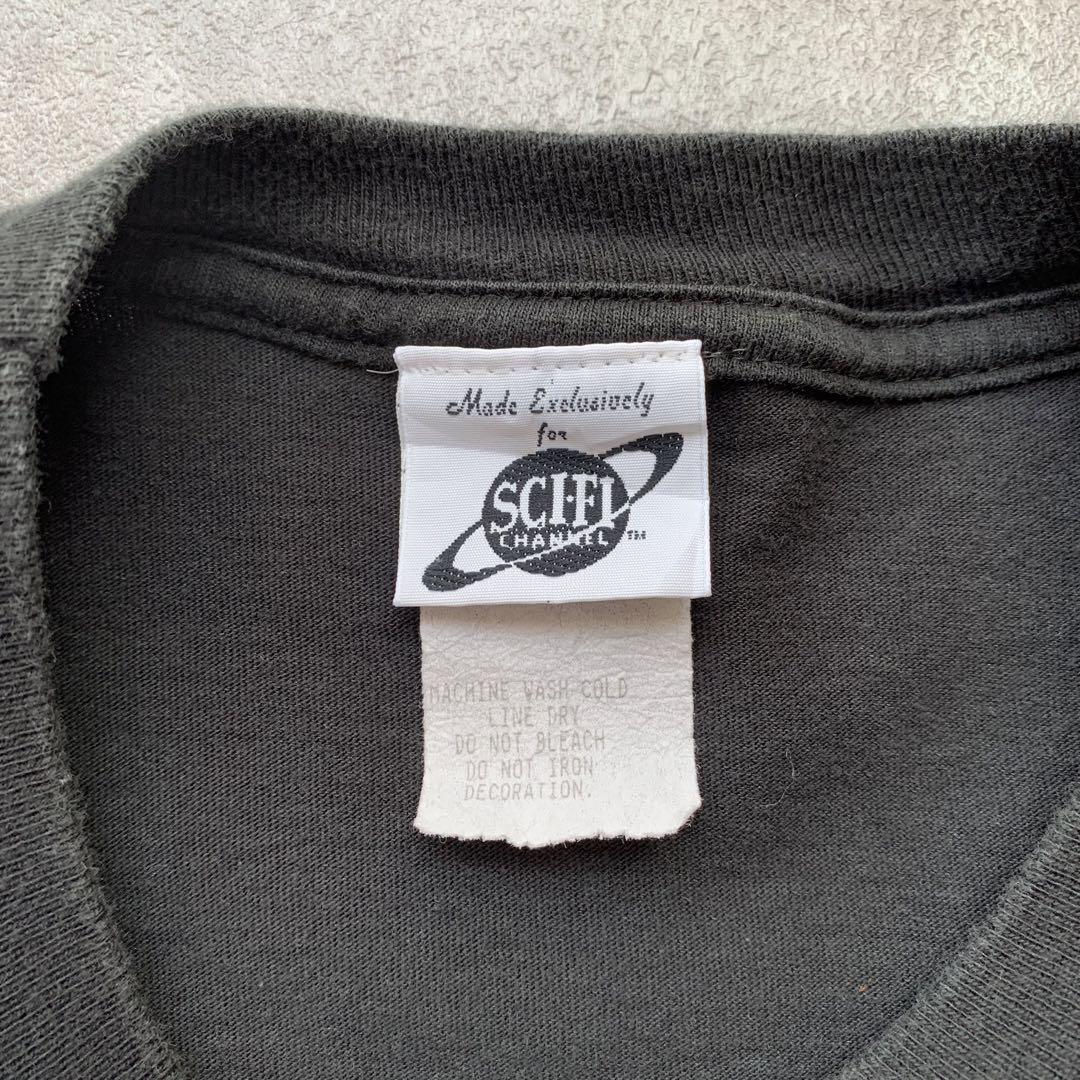 Made Exclusively
for
SCI-FI
CHANNEL ™
MACHINE WASH COLD
LINE DRY
DO NOT BLEACH
DO NOT IRON
DECORATION.